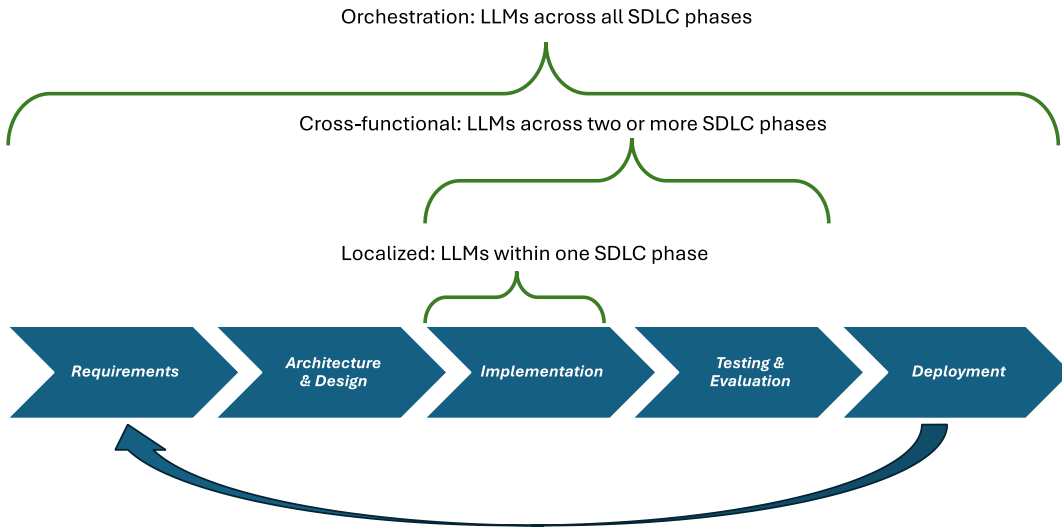 Orchestration: LLMs across all SDLC phases
Cross-functional: LLMs across two or more SDLC phases
Localized: LLMs within one SDLC phase
Requirements
Architecture
& Design
Implementation
Testing &
Evaluation
Deployment